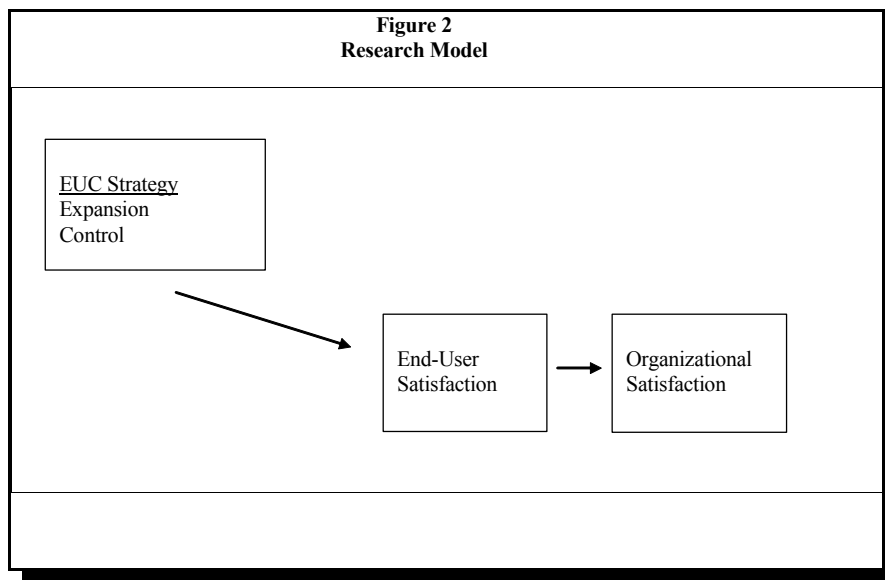 Figure 2
Research Model
EUC Strategy
Expansion
Control
End-User
Satisfaction
Organizational
Satisfaction